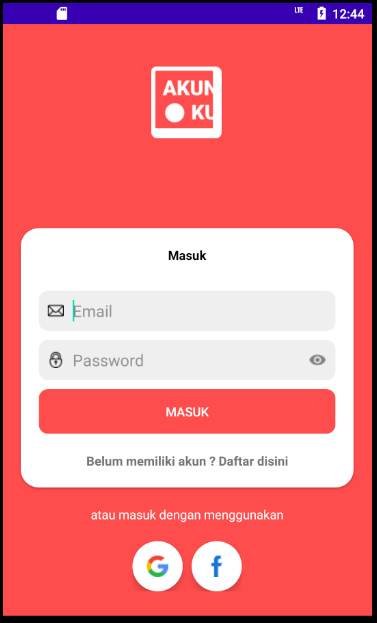 LTE 12:44
AKUN
KU
Masuk
Email
Password
MASUK
Belum memiliki akun ? Daftar disini
atau masuk dengan menggunakan